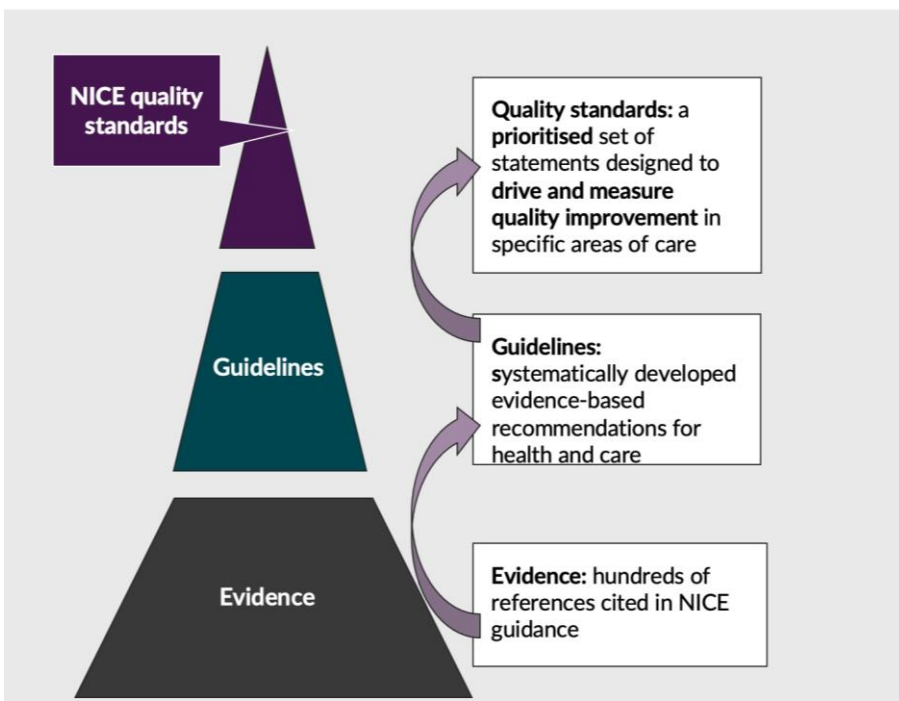 NICE quality
standards
Quality standards: a
prioritised set of
statements designed to
drive and measure
quality improvement in
specific areas of care
Guidelines
Guidelines:
systematically developed
evidence-based
recommendations for
health and care
Evidence
Evidence: hundreds of
references cited in NICE
guidance